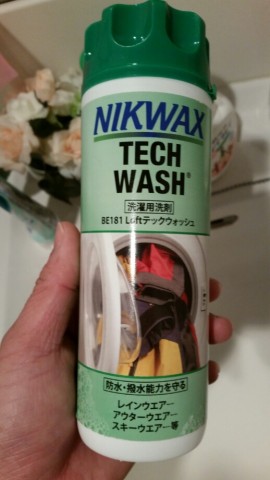 NIKWAX
TECH
WASH®
洗濯用洗剤
BE181 Loftテックウォッシュ
防水・撥水能力を守る
レインウエアー
アウターウエアー
スキーウエアー等